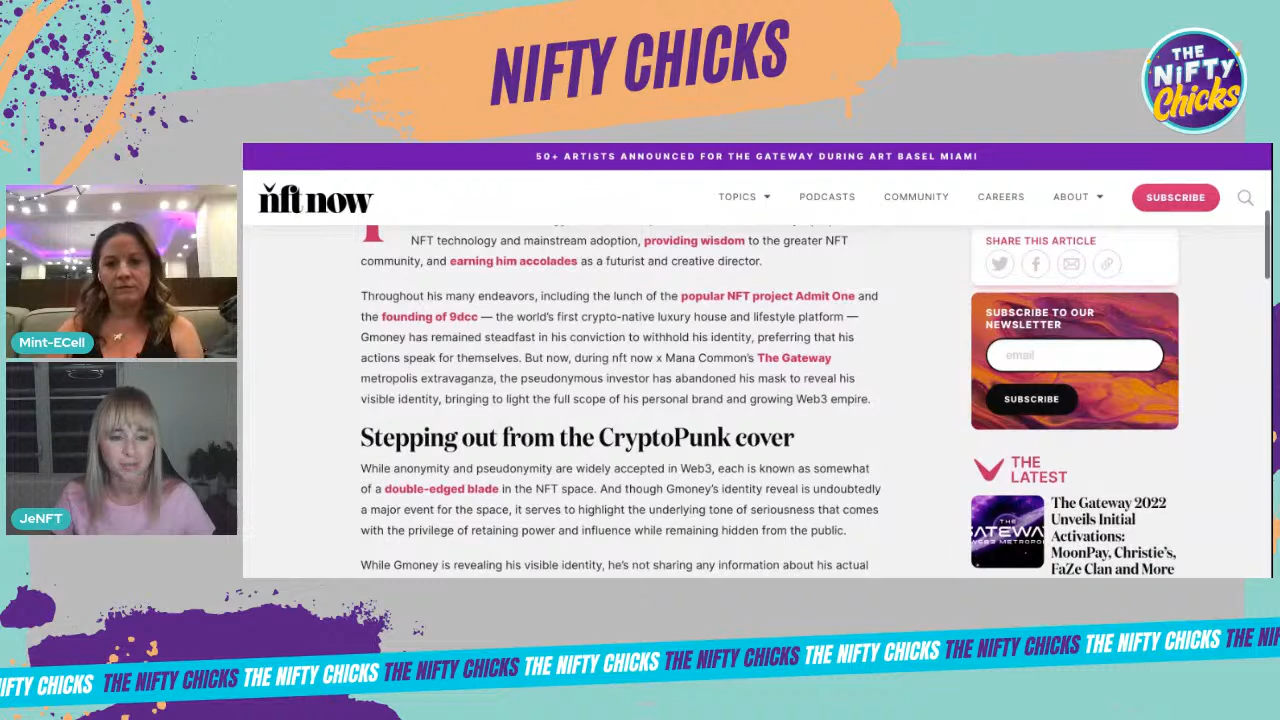 NIFTY CHICKS
THE
NiFTy
Chicks
50+ ARTISTS ANNOUNCED FOR THE GATEWAY DURING ART BASEL MIAMI
nft now
TOPICS
PODCASTS
COMMUNITY
CAREERS
ABOUT
SUBSCRIBE
NFT technology and mainstream adoption, providing wisdom to the greater NFT
community, and earning him accolades as a futurist and creative director.
Throughout his many endeavors, including the lunch of the popular NFT project Admit One and
the founding of 9dcc — the world's first crypto-native luxury house and lifestyle platform —
Gmoney has remained steadfast in his conviction to withhold his identity, preferring that his
actions speak for themselves. But now, during nft now x Mana Common's The Gateway
metropolis extravaganza, the pseudonymous investor has abandoned his mask to reveal his
visible identity, bringing to light the full scope of his personal brand and growing Web3 empire.
Stepping out from the CryptoPunk cover
While anonymity and pseudonymity are widely accepted in Web3, each is known as somewhat
of a double-edged blade in the NFT space. And though Gmoney's identity reveal is undoubtedly
a major event for the space, it serves to highlight the underlying tone of seriousness that comes
with the privilege of retaining power and influence while remaining hidden from the public.
While Gmoney is revealing his visible identity, he's not sharing any information about his actual
SHARE THIS ARTICLE
SUBSCRIBE TO OUR
NEWSLETTER
email
SUBSCRIBE
THE
LATEST
THE
GATEWAY
The Gateway 2022
Unveils Initial
Activations:
MoonPay, Christie's,
FaZe Clan and More
Mint-ECell
JeNFT
NIFTY CHICKS THE NIFTY CHICKS THE NIFTY CHICKS THE NIFTY CHICKS THE NIFTY CHICKS THE NIFTY CHICKS THE NIFTY CHICKS THE NIFTY CHICKS THE NIFTY CHICKS THE NI